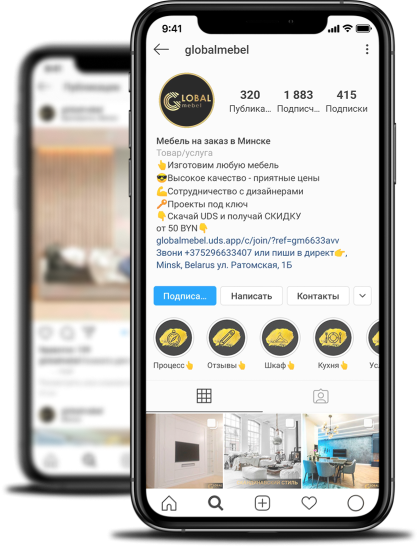 9:41
globalmebel
GLOBAL
mebel
320 1 883 415
Публика... Подписч... Подписки
Мебель на заказ в Минске
Товар/услуга
👆Изготовим любую мебель
😎Высокое качество - приятные цены
💪Сотрудничество с дизайнерами
🔑Проекты под ключ
👇Скачай UDS и получай СКИДКУ
от 50 BYN👇
globalmebel.uds.app/c/join/?ref=gm6633avv
Звони +375296633407 или пиши в директ👉,
Minsk, Belarus ул. Ратомская, 1Б
Подписа... Написать Контакты
Процесс👆 Отзывы👆 Шкаф👆 Кухня👆
Публикации